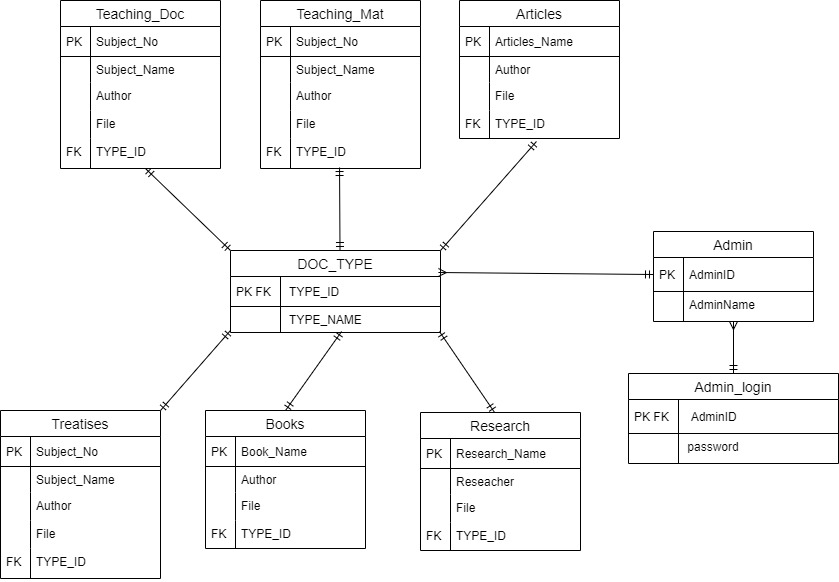 Teaching_Doc
PK Subject_No
Subject_Name
Author
File
FK TYPE_ID
Teaching_Mat
PK Subject_No
Subject_Name
Author
File
FK TYPE_ID
Articles
PK Articles_Name
Author
File
FK TYPE_ID
DOC_TYPE
PK FK TYPE_ID
TYPE_NAME
Admin
PK AdminID
AdminName
Admin_login
PK FK AdminID
password
Treatises
PK Subject_No
Subject_Name
Author
File
FK TYPE_ID
Books
PK Book_Name
Author
File
FK TYPE_ID
Research
PK Research_Name
Reseacher
File
FK TYPE_ID